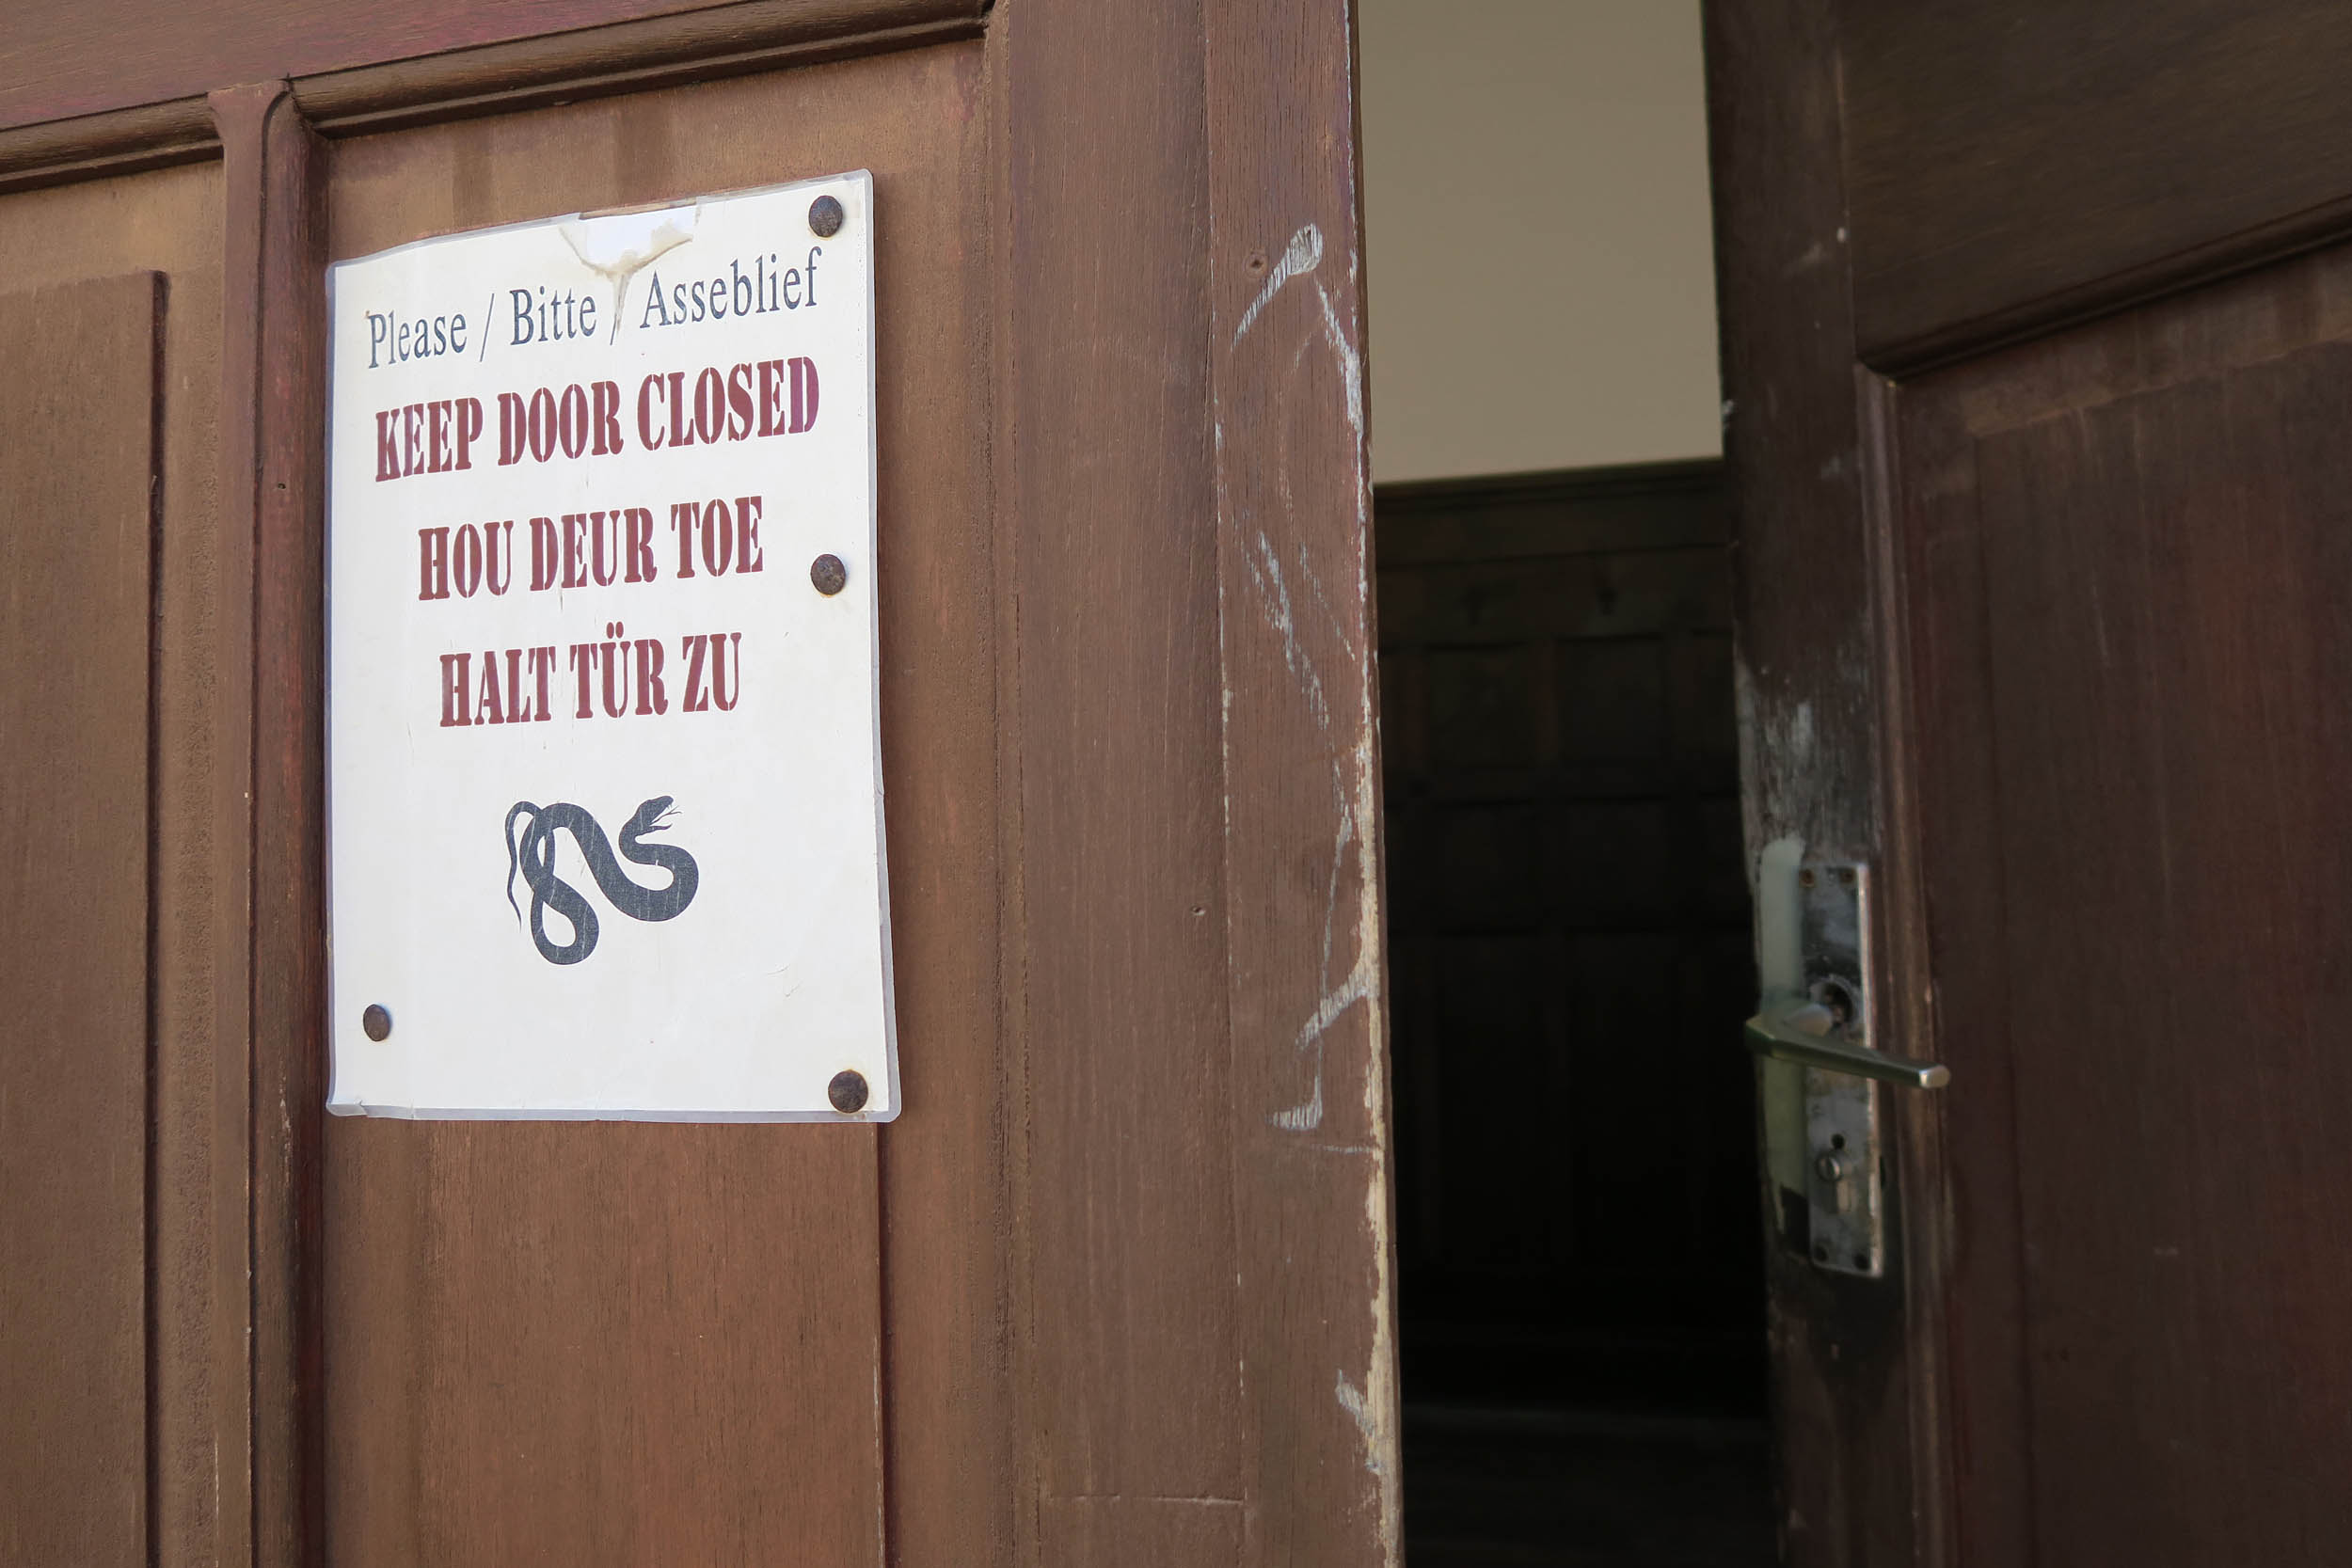 Please / Bitte / Asseblief
KEEP DOOR CLOSED
HOU DEUR TOE
HALT TÜR ZU